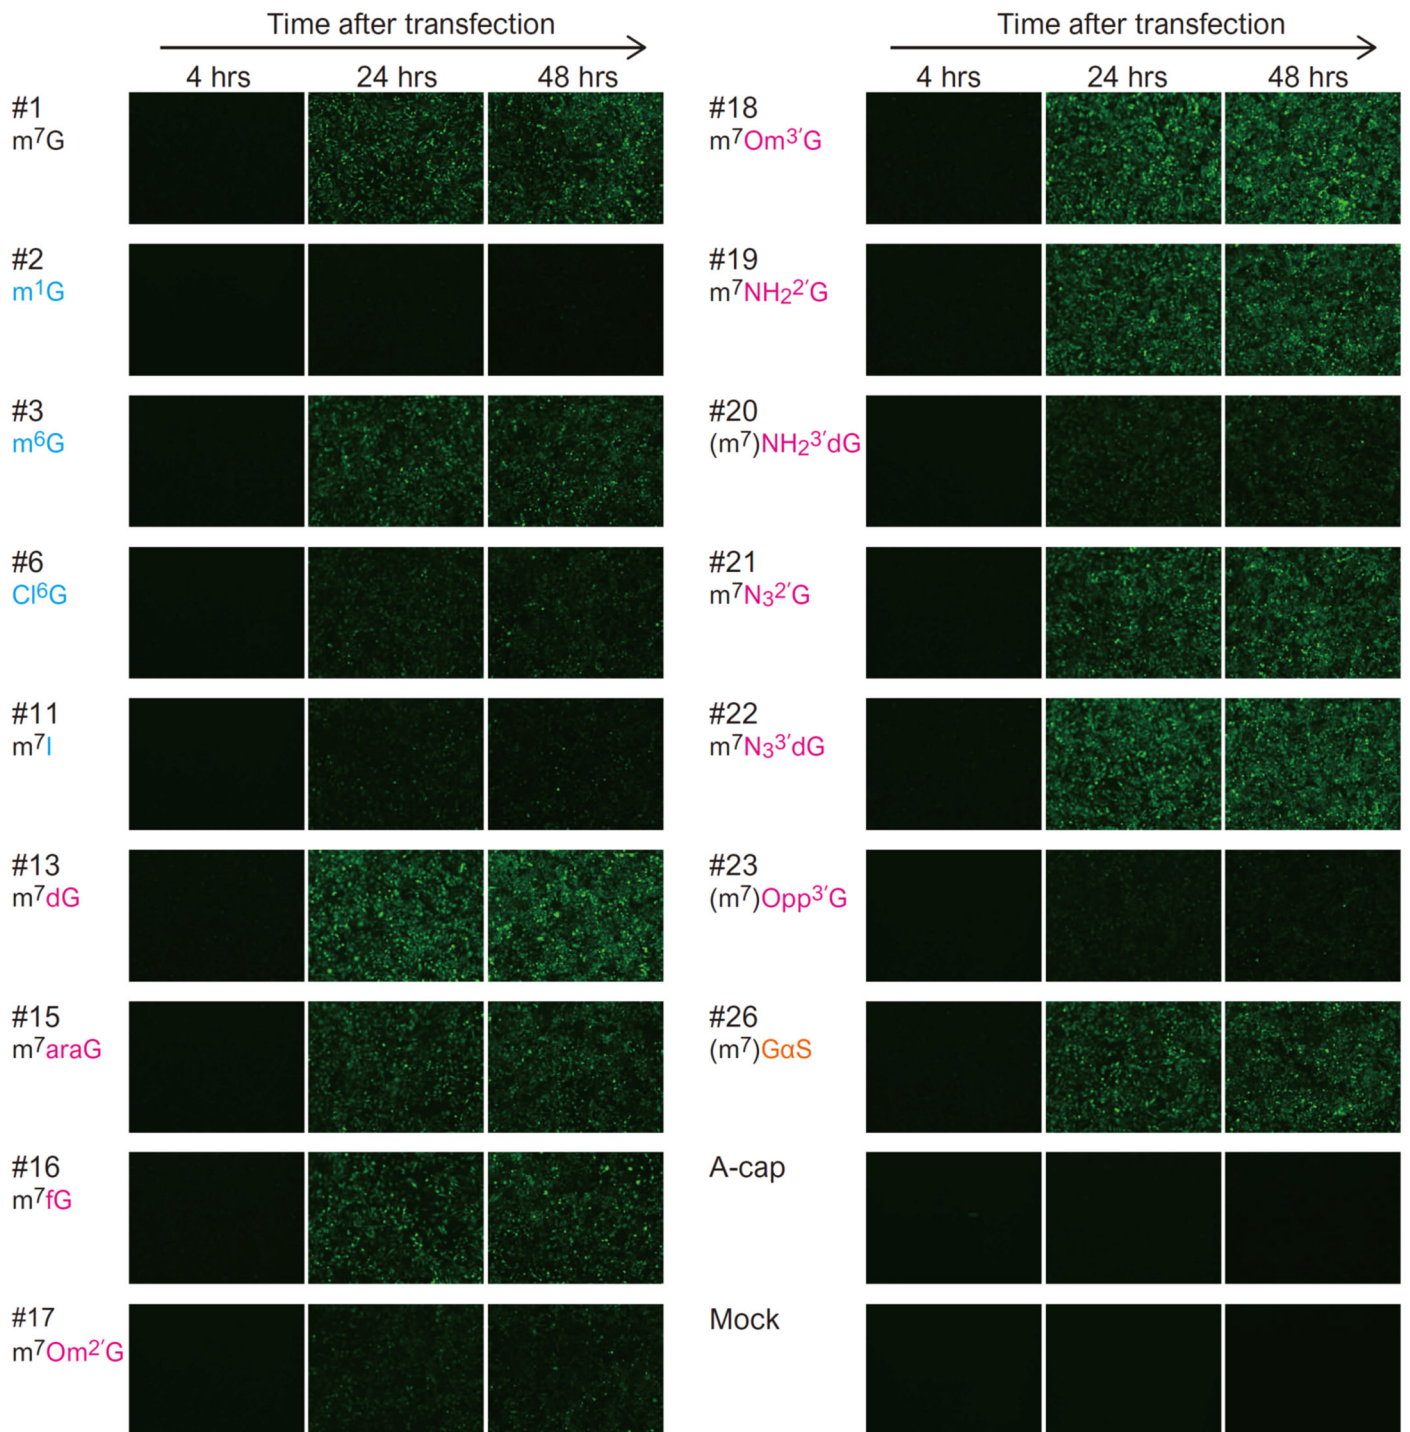 Time after transfection
4 hrs 24 hrs 48 hrs
#1
m⁷G
#2
m¹G
#3
m⁶G
#6
Cl⁶G
#11
m⁷I
#13
m⁷dG
#15
m⁷araG
#16
m⁷fG
#17
m⁷Om²′G
Time after transfection
4 hrs 24 hrs 48 hrs
#18
m⁷Om³′G
#19
m⁷NH₂²′G
#20
(m⁷)NH₂³′dG
#21
m⁷N₃²′G
#22
m⁷N₃³′dG
#23
(m⁷)Opp³′G
#26
(m⁷)GαS
A-cap
Mock